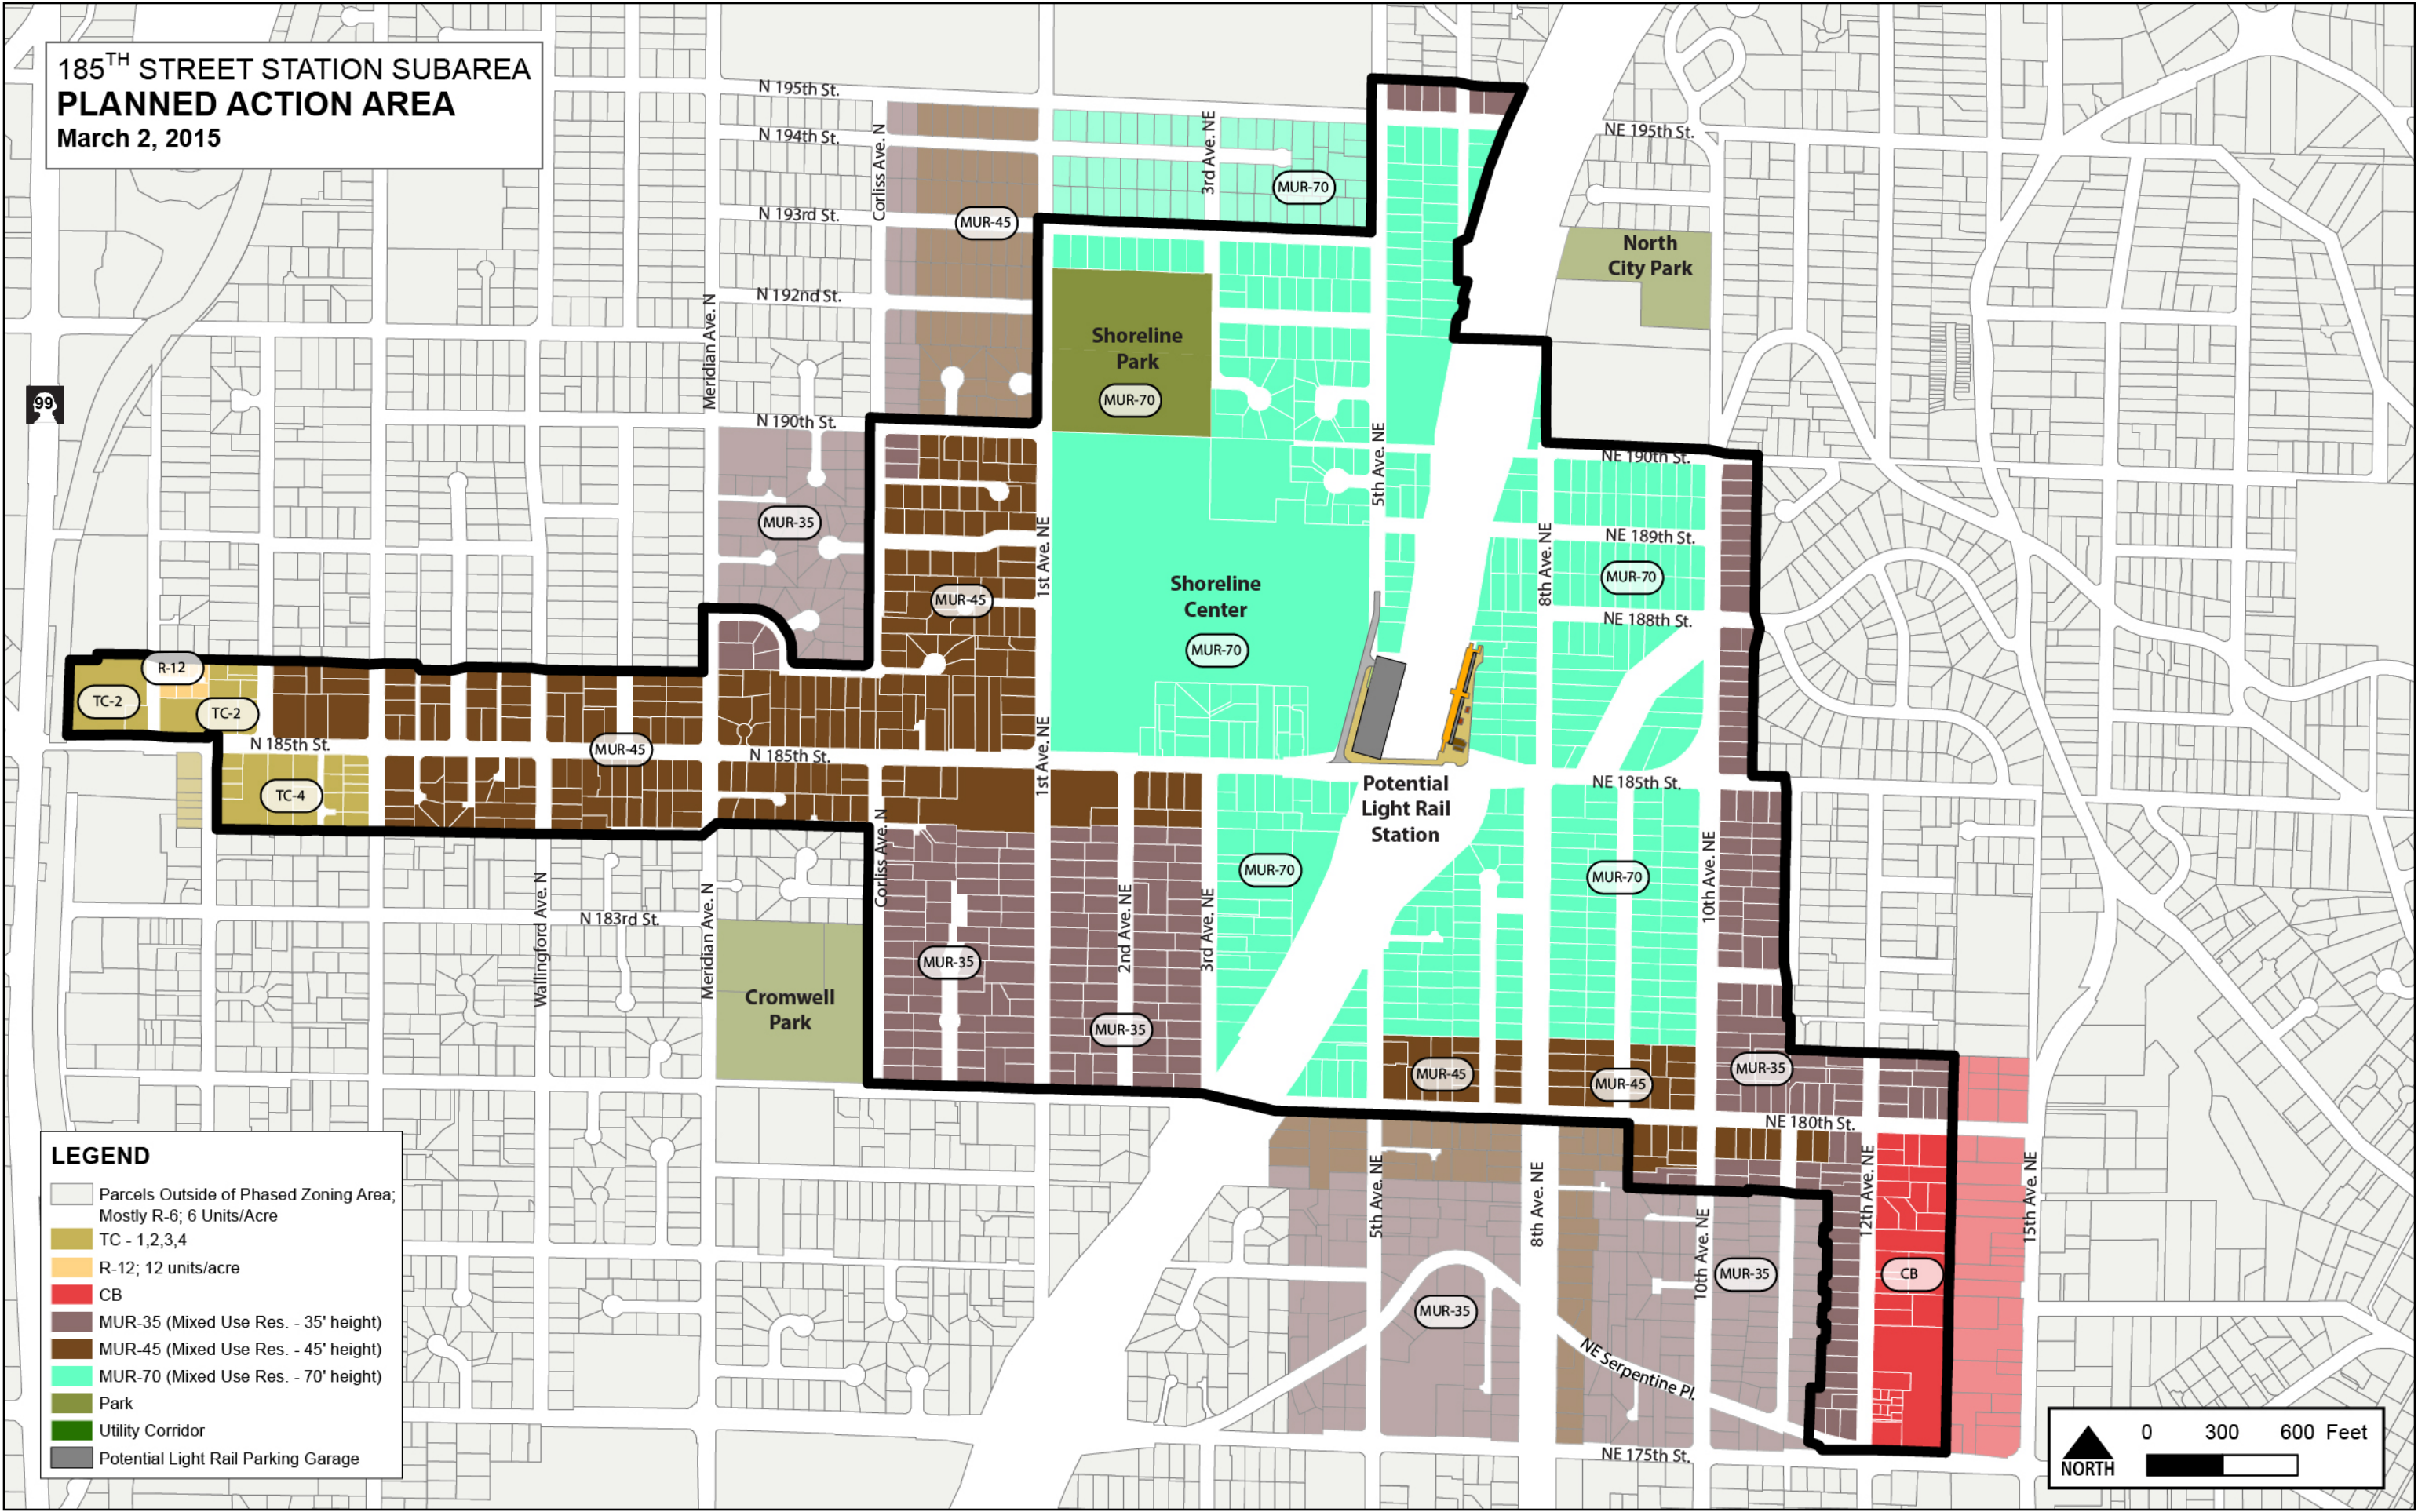 185TH STREET STATION SUBAREA
PLANNED ACTION AREA
March 2, 2015
N 195th St.
N 194th St.
N 193rd St.
N 192nd St.
N 190th St.
Corliss Ave. N
Meridian Ave. N
3rd Ave. NE
NE 195th St.
MUR-70
MUR-45
North
City Park
Shoreline
Park
MUR-70
99
5th Ave. NE
NE 190th St.
MUR-35
1st Ave. NE
8th Ave. NE
NE 189th St.
MUR-70
MUR-45
Shoreline
Center
MUR-70
NE 188th St.
R-12
TC-2
TC-2
N 185th St.
MUR-45
N 185th St.
1st Ave. NE
TC-4
Potential
Light Rail
Station
NE 185th St.
MUR-70
MUR-70
Corliss Ave. N
10th Ave. NE
Wallingford Ave. N
N 183rd St.
Meridian Ave. N
2nd Ave. NE
3rd Ave. NE
MUR-35
Cromwell
Park
MUR-35
MUR-45
MUR-45
MUR-35
NE 180th St.
5th Ave. NE
8th Ave. NE
10th Ave. NE
12th Ave. NE
15th Ave. NE
MUR-35
MUR-35
CB
NE Serpentine Pl.
NE 175th St.
LEGEND
Parcels Outside of Phased Zoning Area;
Mostly R-6; 6 Units/Acre
TC - 1,2,3,4
R-12; 12 units/acre
CB
MUR-35 (Mixed Use Res. - 35' height)
MUR-45 (Mixed Use Res. - 45' height)
MUR-70 (Mixed Use Res. - 70' height)
Park
Utility Corridor
Potential Light Rail Parking Garage
0 300 600 Feet
NORTH